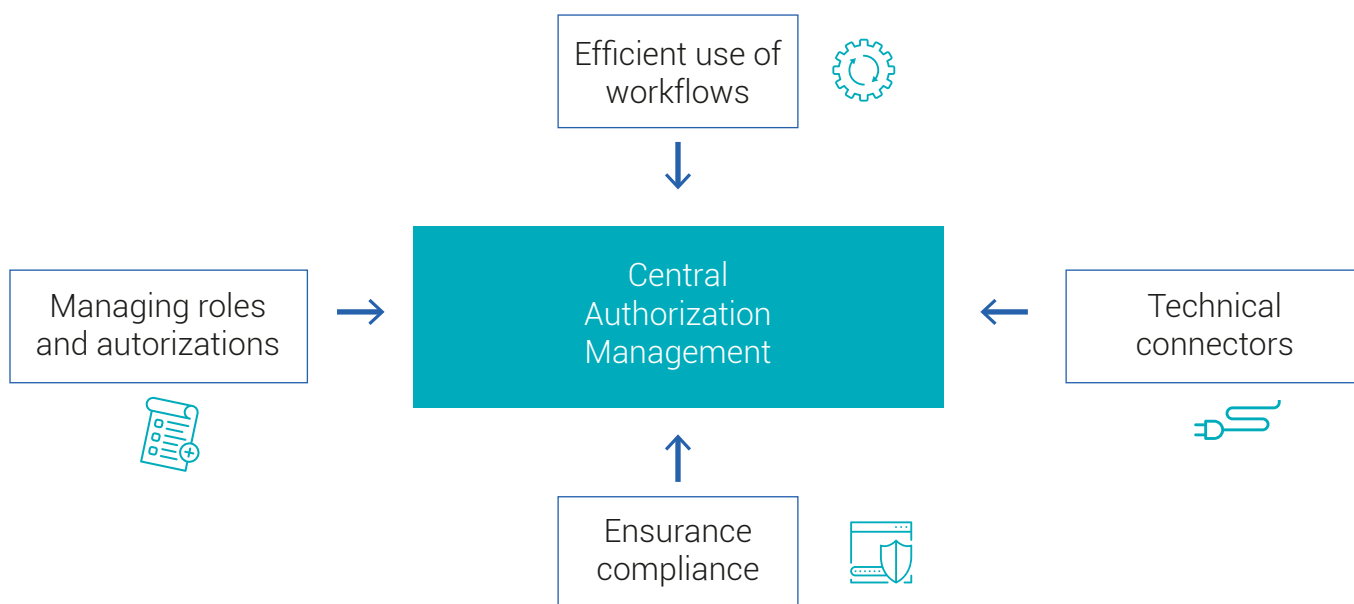 Efficient use of
workflows
Managing roles
and autorizations
Central
Authorization
Management
Technical
connectors
Ensurance
compliance